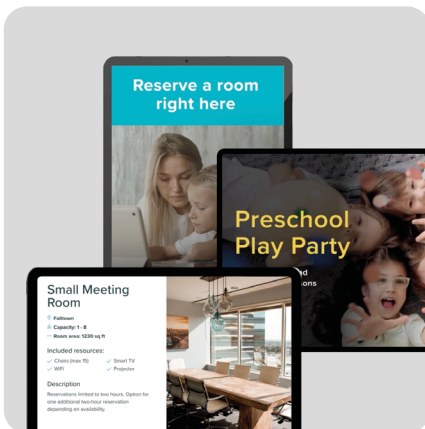 Reserve a room
right here
Preschool
Play Party
ed
sons
Small Meeting
Room
Falltown
Capacity: 1 - 8
Room area: 1230 sq ft
Included resources:
Chairs (max 15)
Smart TV
WiFi
Projector
Description
Reservations limited to two hours. Option for
one additional two-hour reservation
depending on availability.